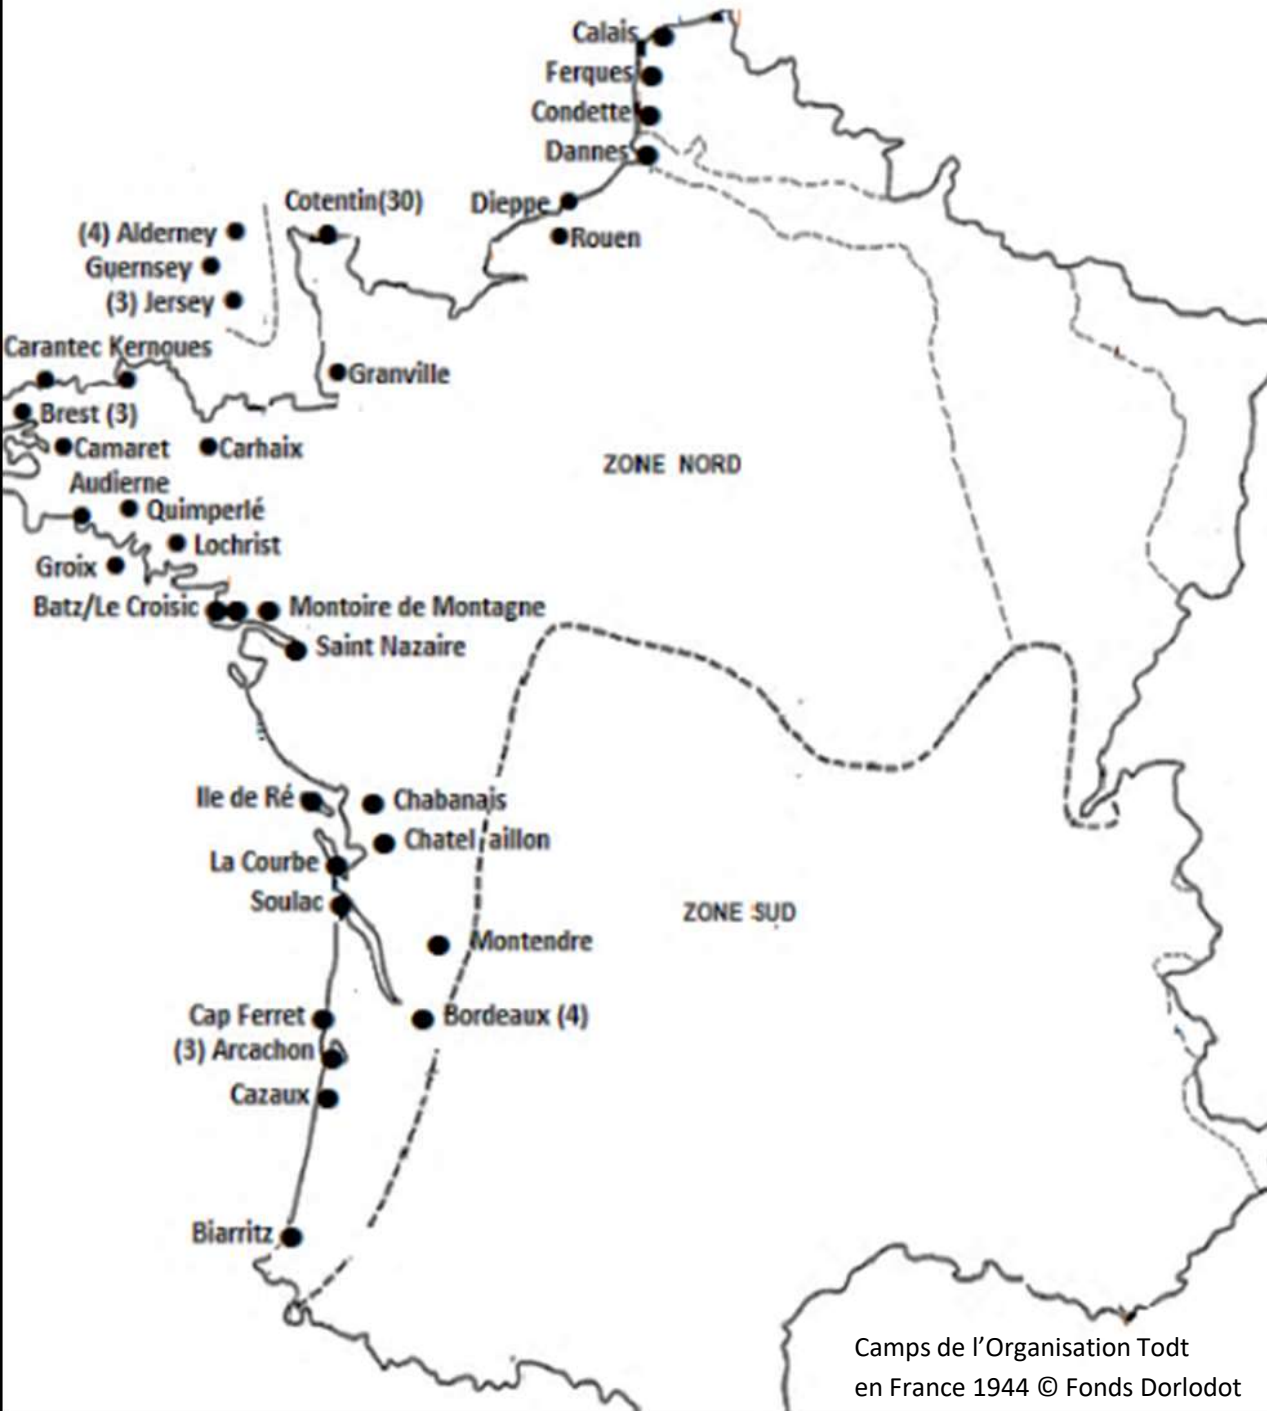 Calais
Ferques
Condette
Dannes
Cotentin(30)
Dieppe
Rouen
(4) Alderney
Guernsey
(3) Jersey
Carantec Kernoues
Granville
Brest (3)
Camaret
Carhaix
ZONE NORD
Audierne
Quimperlé
Lochrist
Groix
Batz/Le Croisic
Montoire de Montagne
Saint Nazaire
Ile de Ré
Chabanais
Chatel aillon
La Courbe
Soulac
ZONE SUD
Montendre
Cap Ferret
Bordeaux (4)
(3) Arcachon
Cazaux
Biarritz
Camps de l’Organisation Todt
en France 1944 © Fonds Dorlodot